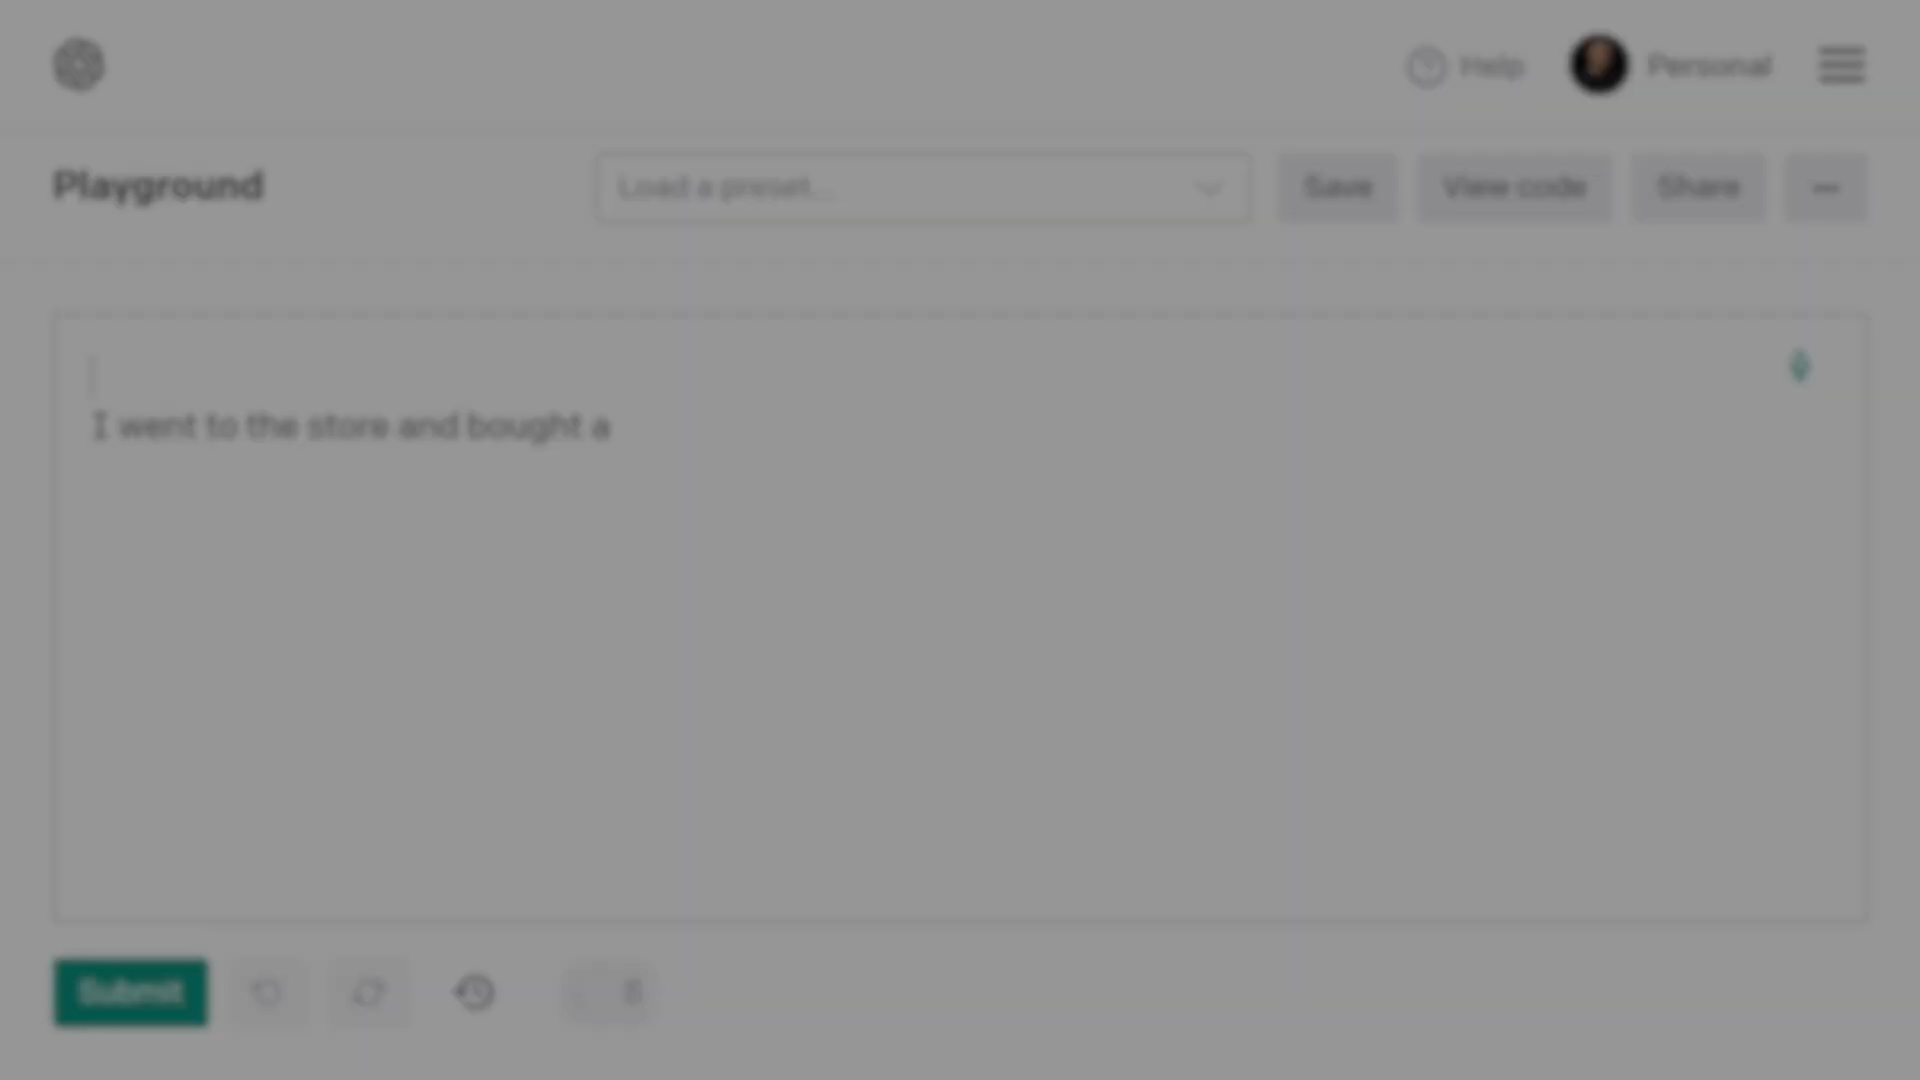 Help
Personal
Playground
Load a preset...
Save
View code
Share
I went to the store and bought a
Submit